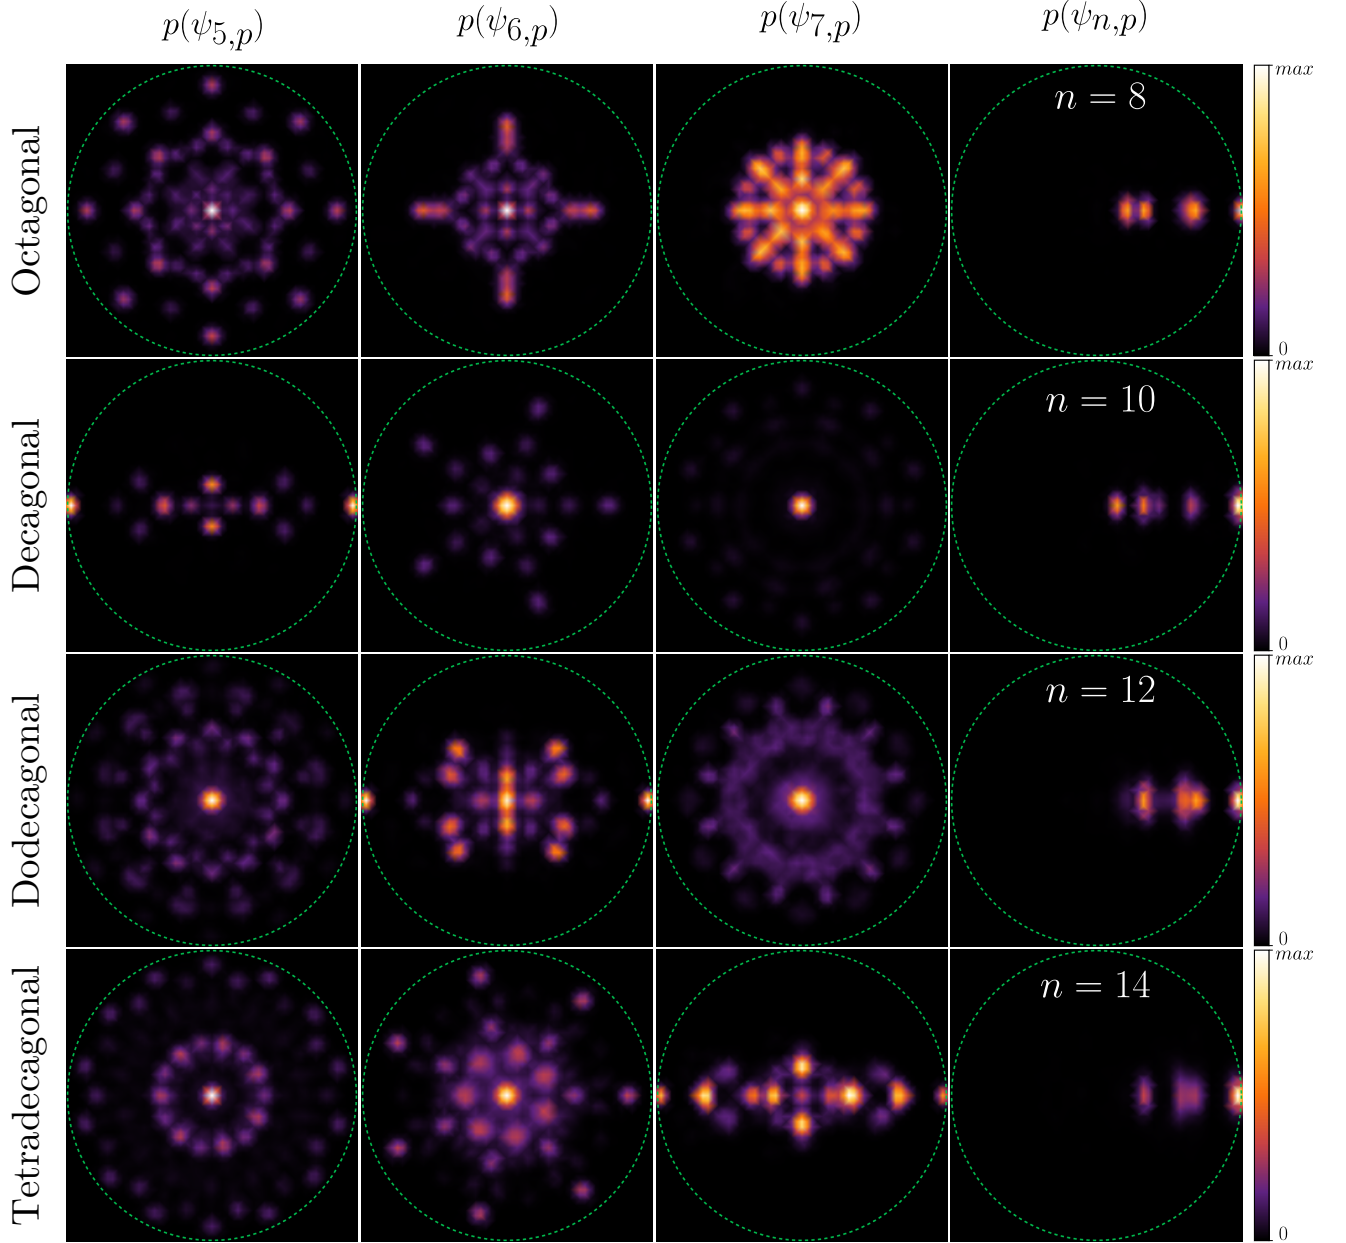 p(ψ5,p) p(ψ6,p) p(ψ7,p) p(ψn,p)
Octagonal
n = 8
max
0
Decagonal
n = 10
max
0
Dodecagonal
n = 12
max
0
Tetradecagonal
n = 14
max
0